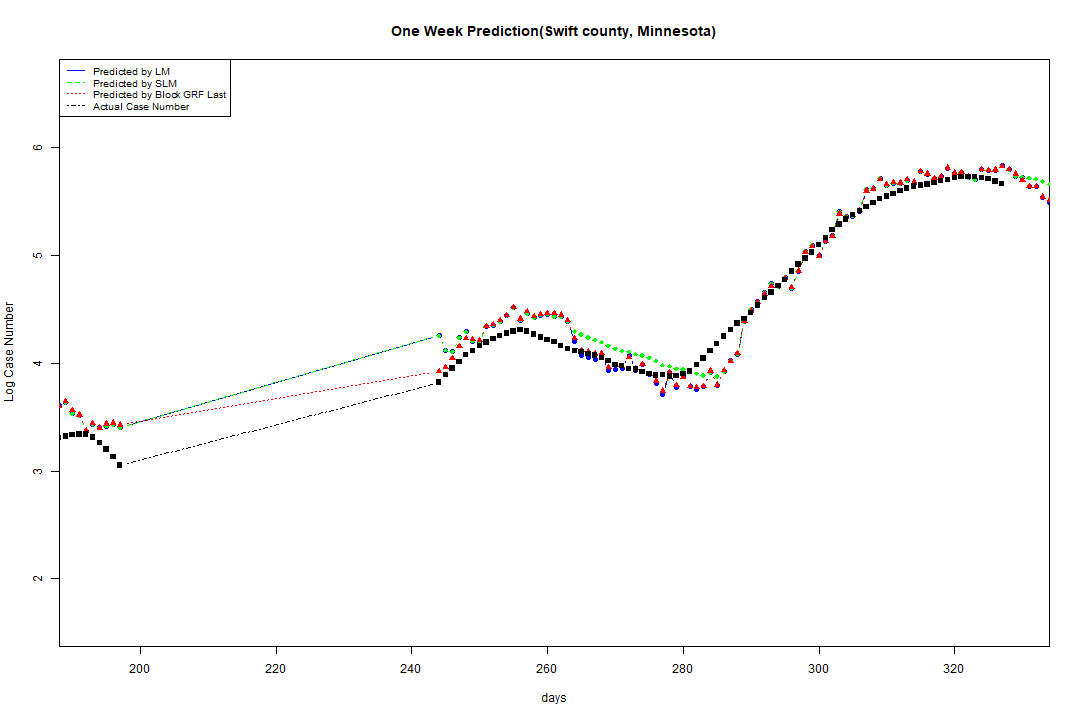 One Week Prediction(Swift county, Minnesota)
Predicted by LM
Predicted by SLM
Predicted by Block GRF Last
Actual Case Number
6
5
4
3
2
Log Case Number
200 220 240 260 280 300 320
days